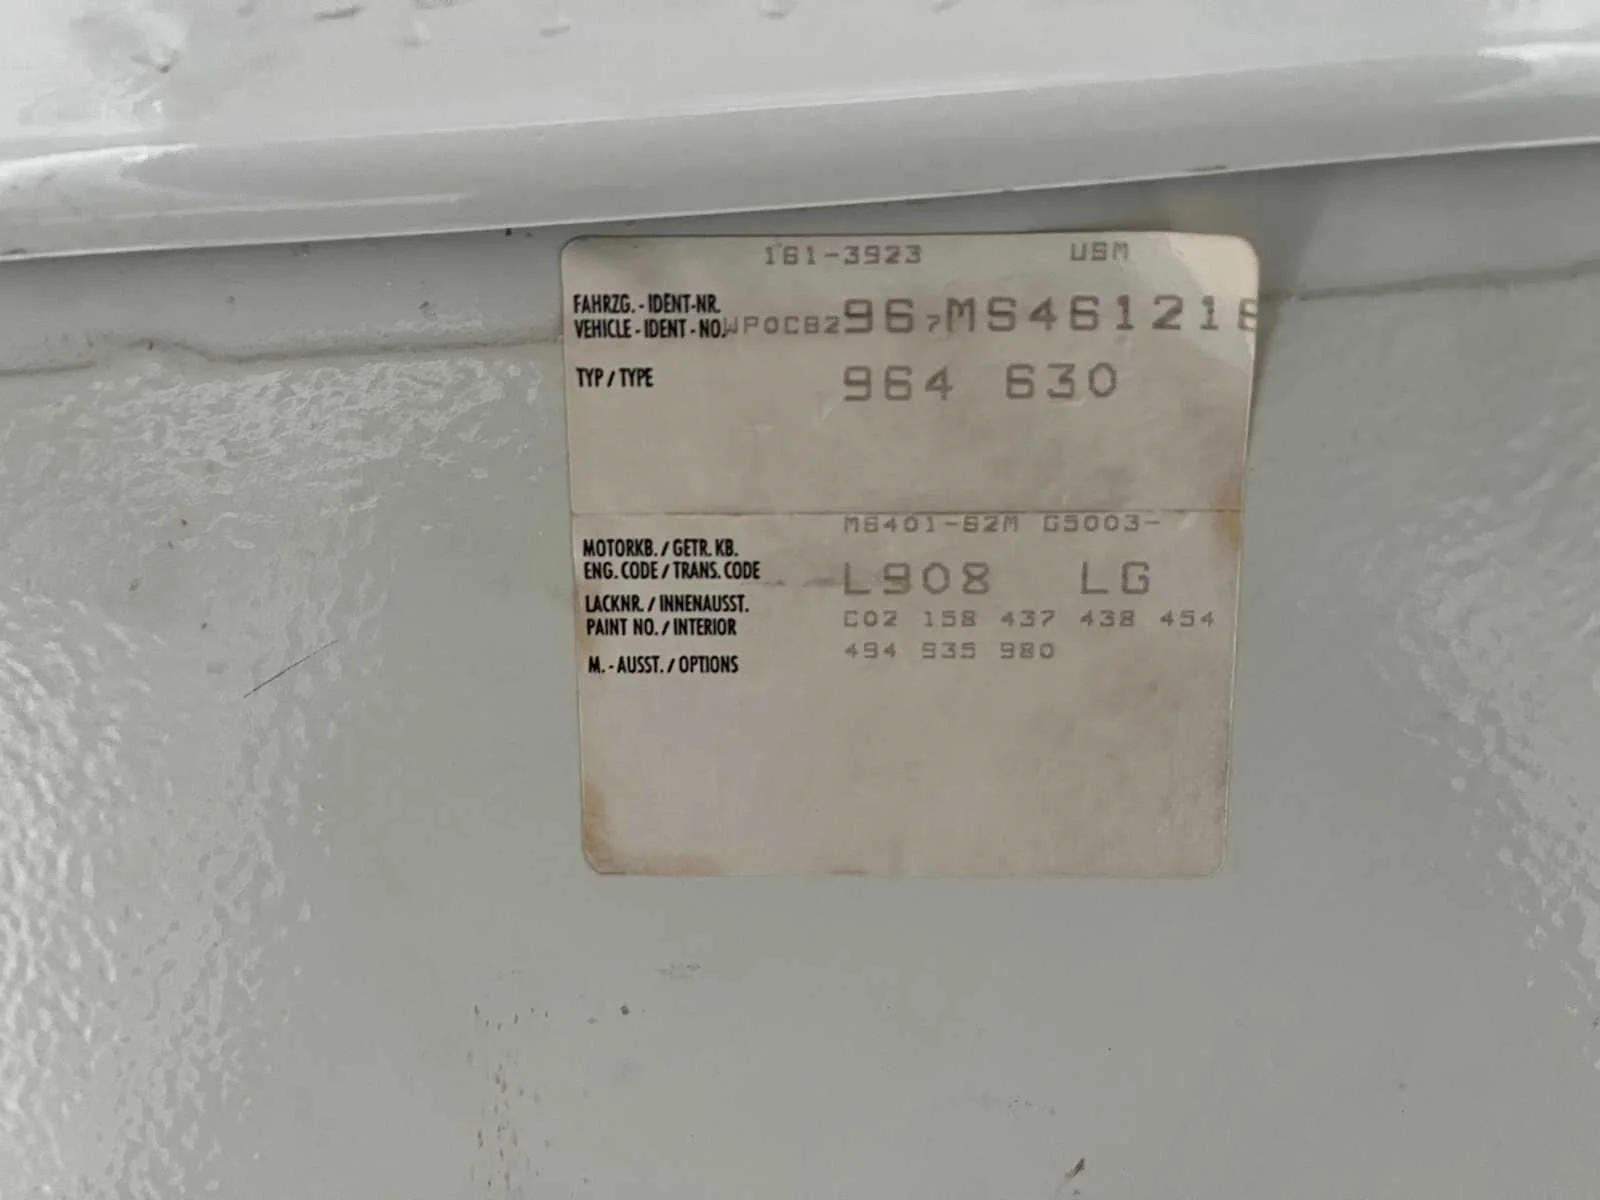 161-3923 USM
FAHRZG. - IDENT-NR.
VEHICLE - IDENT - NO. WP0CB2967MS461216
TYP / TYPE 964 630
M6401-62M G5003-
MOTORKB. / GETR. KB.
ENG. CODE / TRANS. CODE L908 LG
LACKNR. / INNENAUSST.
PAINT NO. / INTERIOR C02 158 437 438 454
M. - AUSST. / OPTIONS 494 935 980